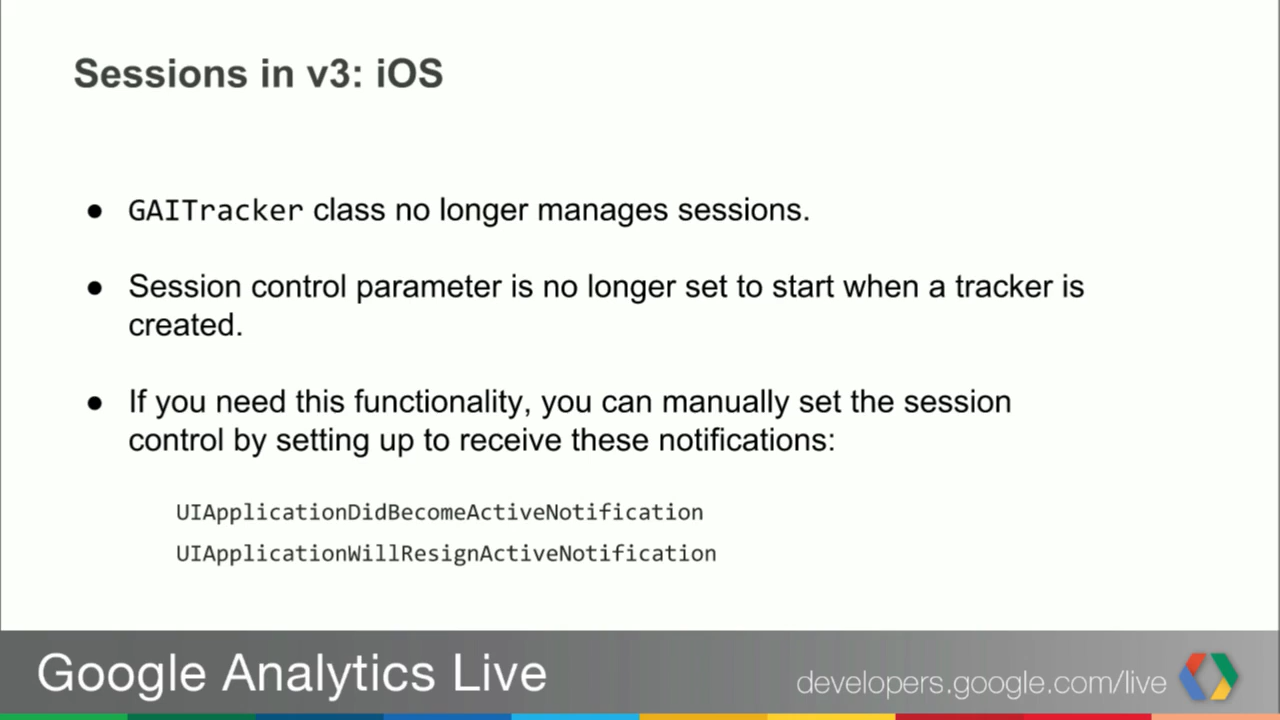 Sessions in v3: iOS
● GAITracker class no longer manages sessions.
● Session control parameter is no longer set to start when a tracker is
created.
● If you need this functionality, you can manually set the session
control by setting up to receive these notifications:
UIApplicationDidBecomeActiveNotification
UIApplicationWillResignActiveNotification
Google Analytics Live
developers.google.com/live